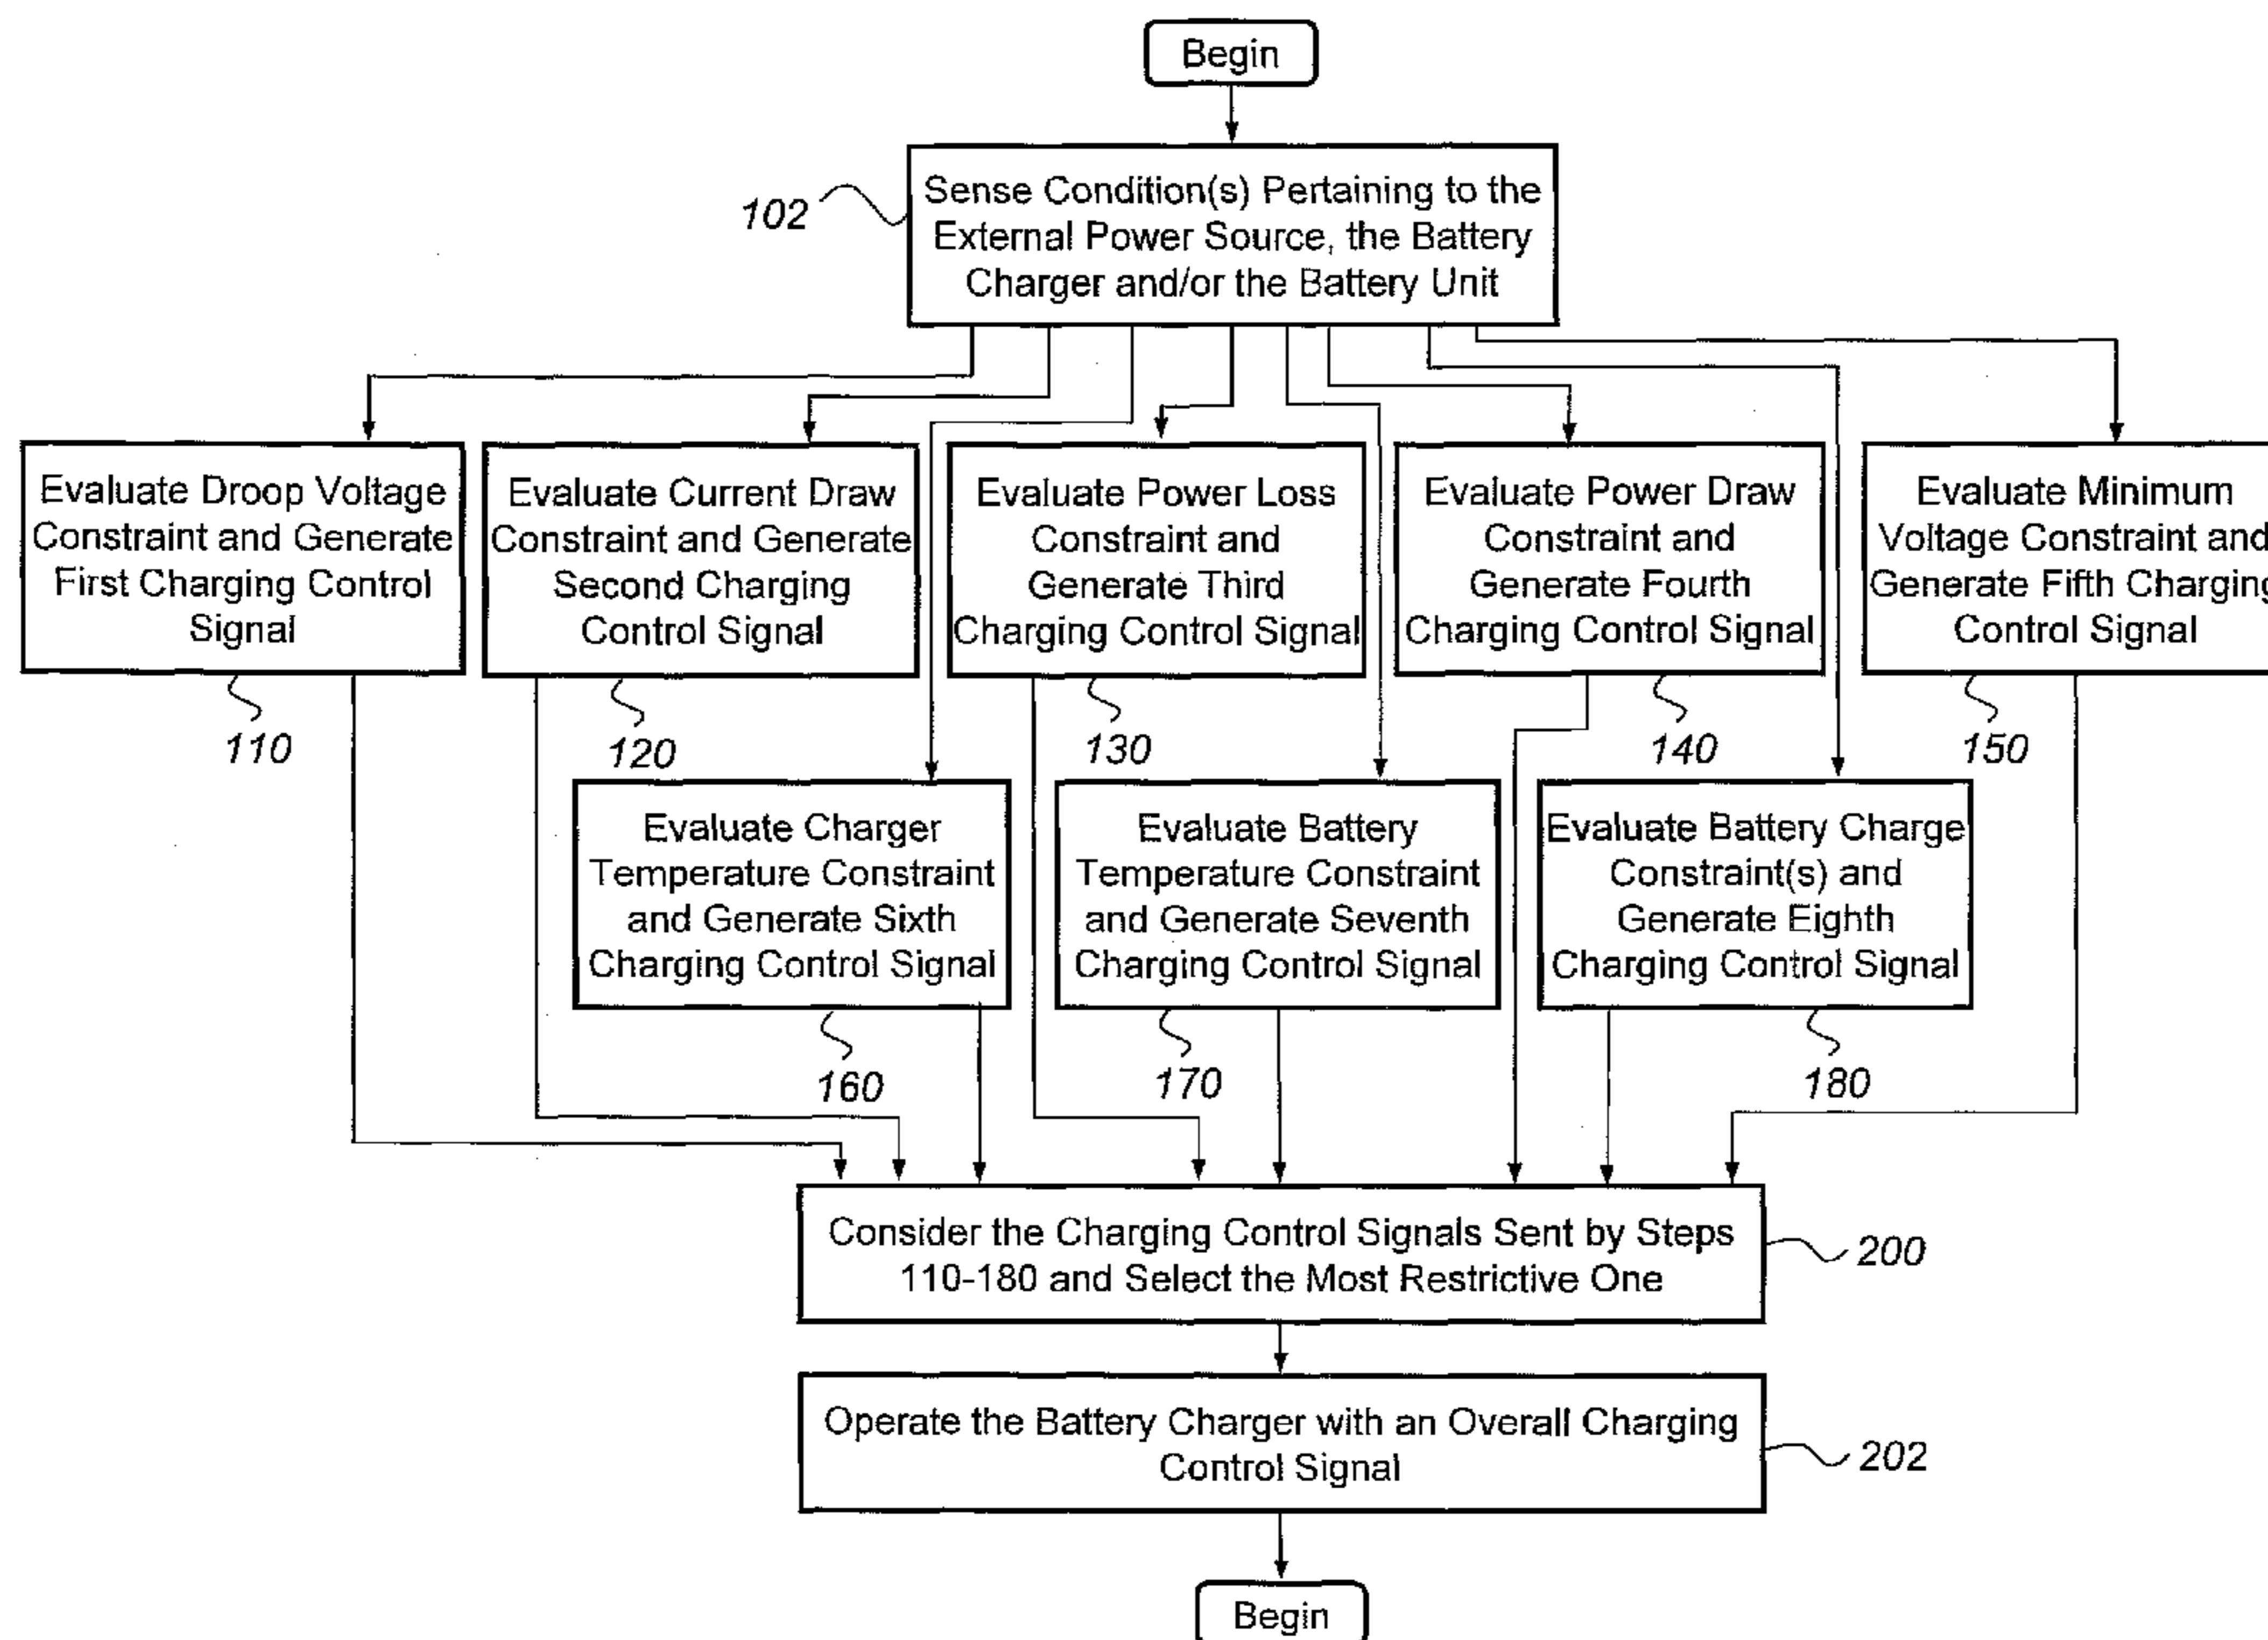 Begin
102
Sense Condition(s) Pertaining to the
External Power Source, the Battery
Charger and/or the Battery Unit
Evaluate Droop Voltage
Constraint and Generate
First Charging Control
Signal
110
Evaluate Current Draw
Constraint and Generate
Second Charging
Control Signal
120
Evaluate Power Loss
Constraint and
Generate Third
Charging Control Signal
130
Evaluate Power Draw
Constraint and
Generate Fourth
Charging Control Signal
140
Evaluate Minimum
Voltage Constraint and
Generate Fifth Charging
Control Signal
150
Evaluate Charger
Temperature Constraint
and Generate Sixth
Charging Control Signal
160
Evaluate Battery
Temperature Constraint
and Generate Seventh
Charging Control Signal
170
Evaluate Battery Charge
Constraint(s) and
Generate Eighth
Charging Control Signal
180
Consider the Charging Control Signals Sent by Steps
110-180 and Select the Most Restrictive One
200
Operate the Battery Charger with an Overall Charging
Control Signal
202
Begin